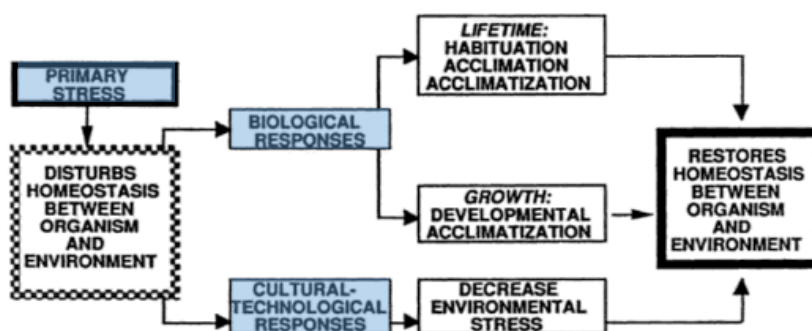 PRIMARY
STRESS
DISTURBS
HOMEOSTASIS
BETWEEN
ORGANISM
AND
ENVIRONMENT
BIOLOGICAL
RESPONSES
CULTURAL-
TECHNOLOGICAL
RESPONSES
LIFETIME:
HABITUATION
ACCLIMATION
ACCLIMATIZATION
GROWTH:
DEVELOPMENTAL
ACCLIMATIZATION
DECREASE
ENVIRONMENTAL
STRESS
RESTORES
HOMEOSTASIS
BETWEEN
ORGANISM
AND
ENVIRONMENT